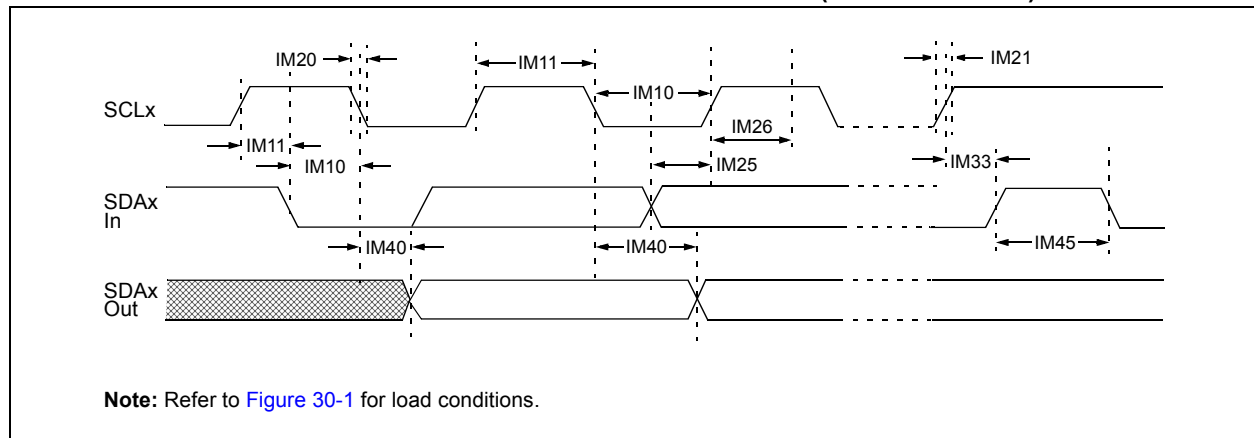 IM20
IM11
IM21
SCLx
IM10
IM11
IM26
IM10
IM25
IM33
SDAx
In
IM40
IM40
IM45
SDAx
Out
Note: Refer to Figure 30-1 for load conditions.